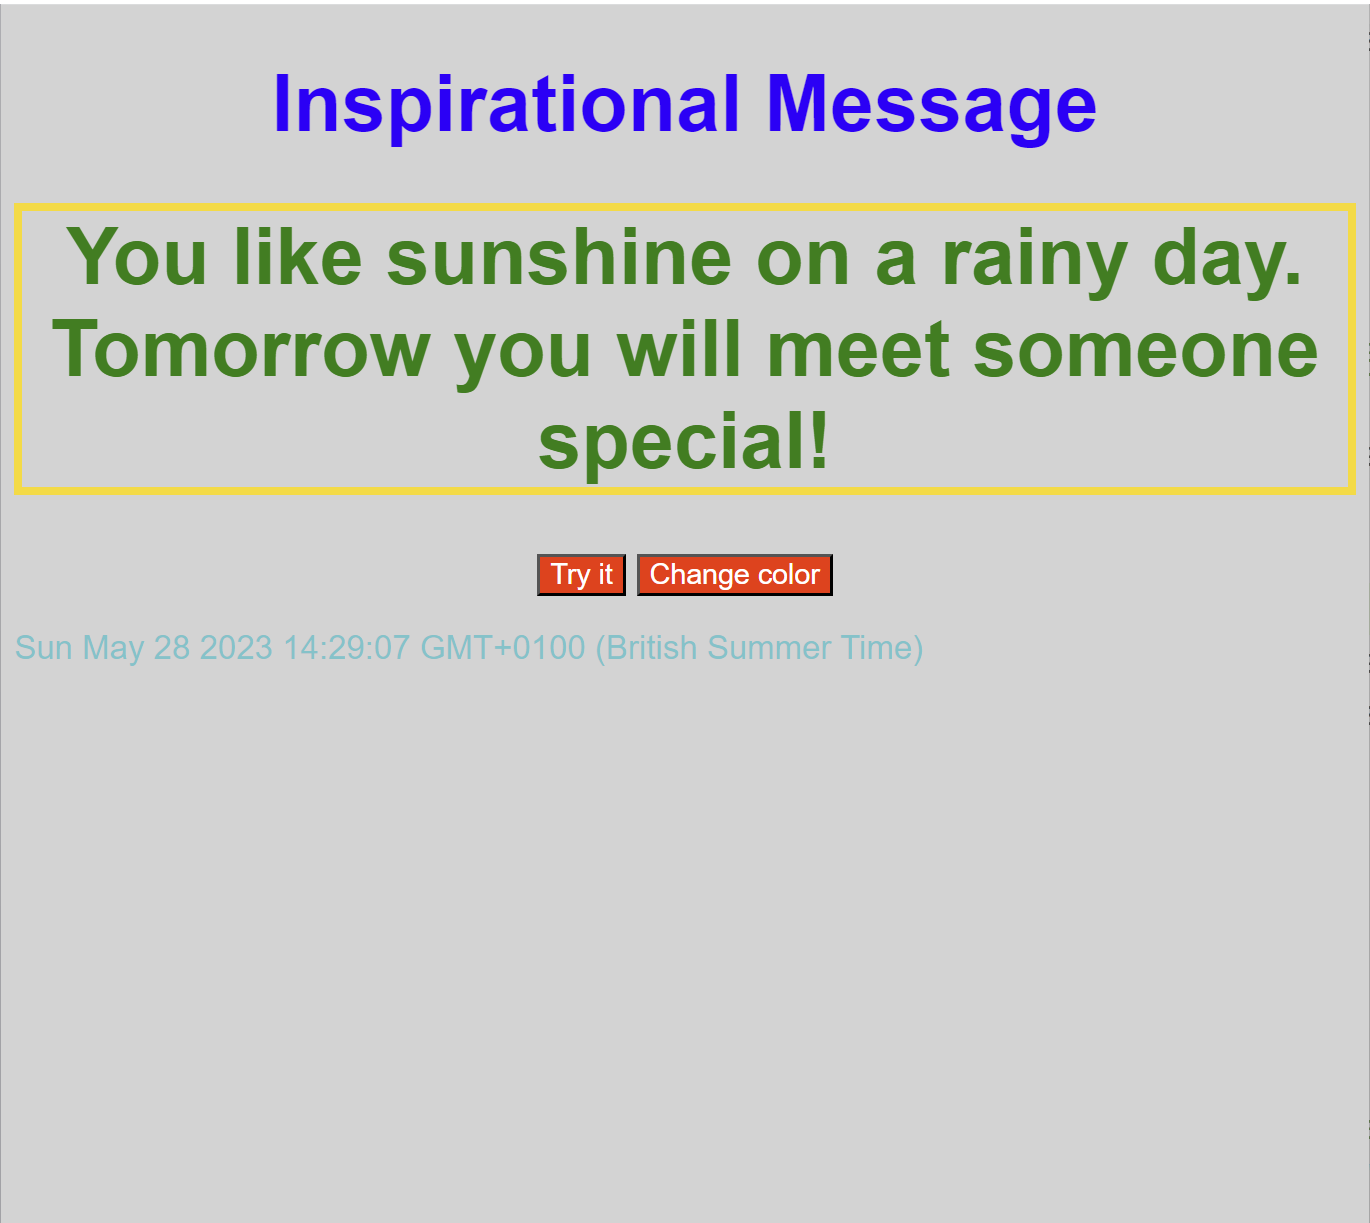 Inspirational Message
You like sunshine on a rainy day.
Tomorrow you will meet someone
special!
Try it Change color
Sun May 28 2023 14:29:07 GMT+0100 (British Summer Time)